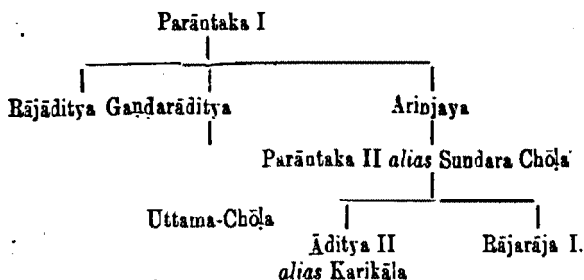 Parāntaka I
Rājāditya Gaṇḍarāditya Arinjaya
Parāntaka II alias Sundara Chōḷa
Uttama-Chōḷa
Āditya II Rājarāja I.
alias Karikāla